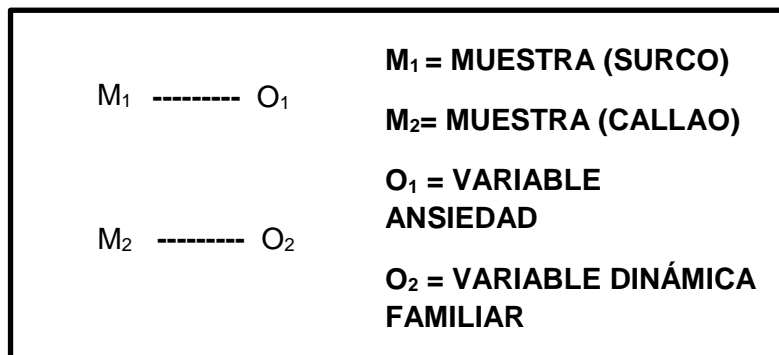 M₁ --------- O₁
M₂ --------- O₂
M₁ = MUESTRA (SURCO)
M₂= MUESTRA (CALLAO)
O₁ = VARIABLE
ANSIEDAD
O₂ = VARIABLE DINÁMICA
FAMILIAR